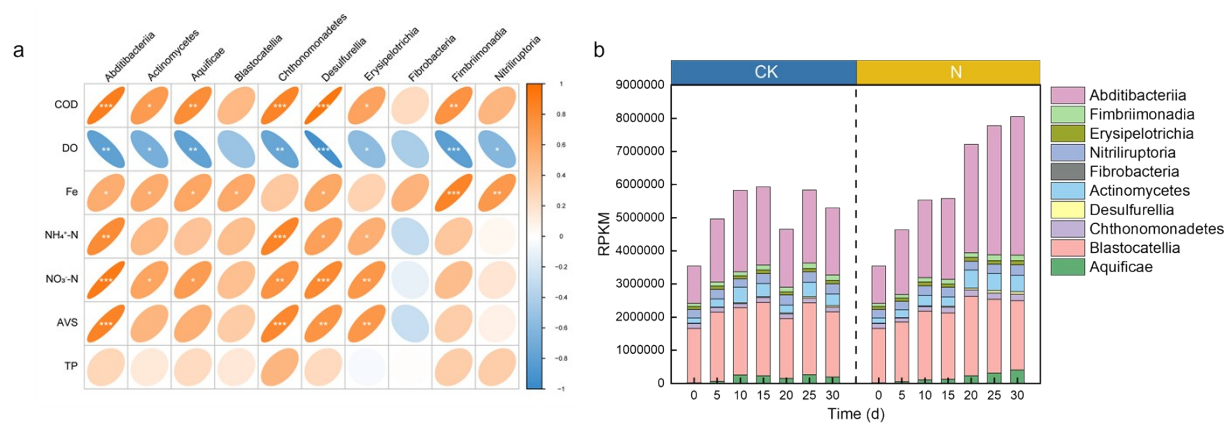 a
Abditibacteriia
Actinomycetes
Aquificae
Blastocatellia
Chthonomonadetes
Desulfurellia
Erysipelotrichia
Fibrobacteria
Fimbriimonadia
Nitriliruptoria
COD *** * ** *** *** * **
DO ** * ** ** *** * *** *
Fe * * * * * *** **
NH₄⁺-N ** *** * *
NO₃⁻-N *** * * ** *** **
AVS *** *** ** **
TP
1
0.8
0.6
0.4
0.2
0
−0.2
−0.4
−0.6
−0.8
−1
b
CK N
9000000
8000000
7000000
6000000
5000000
4000000
3000000
2000000
1000000
0
RPKM
0 5 10 15 20 25 30 0 5 10 15 20 25 30
Time (d)
Abditibacteriia
Fimbriimonadia
Erysipelotrichia
Nitriliruptoria
Fibrobacteria
Actinomycetes
Desulfurellia
Chthonomonadetes
Blastocatellia
Aquificae